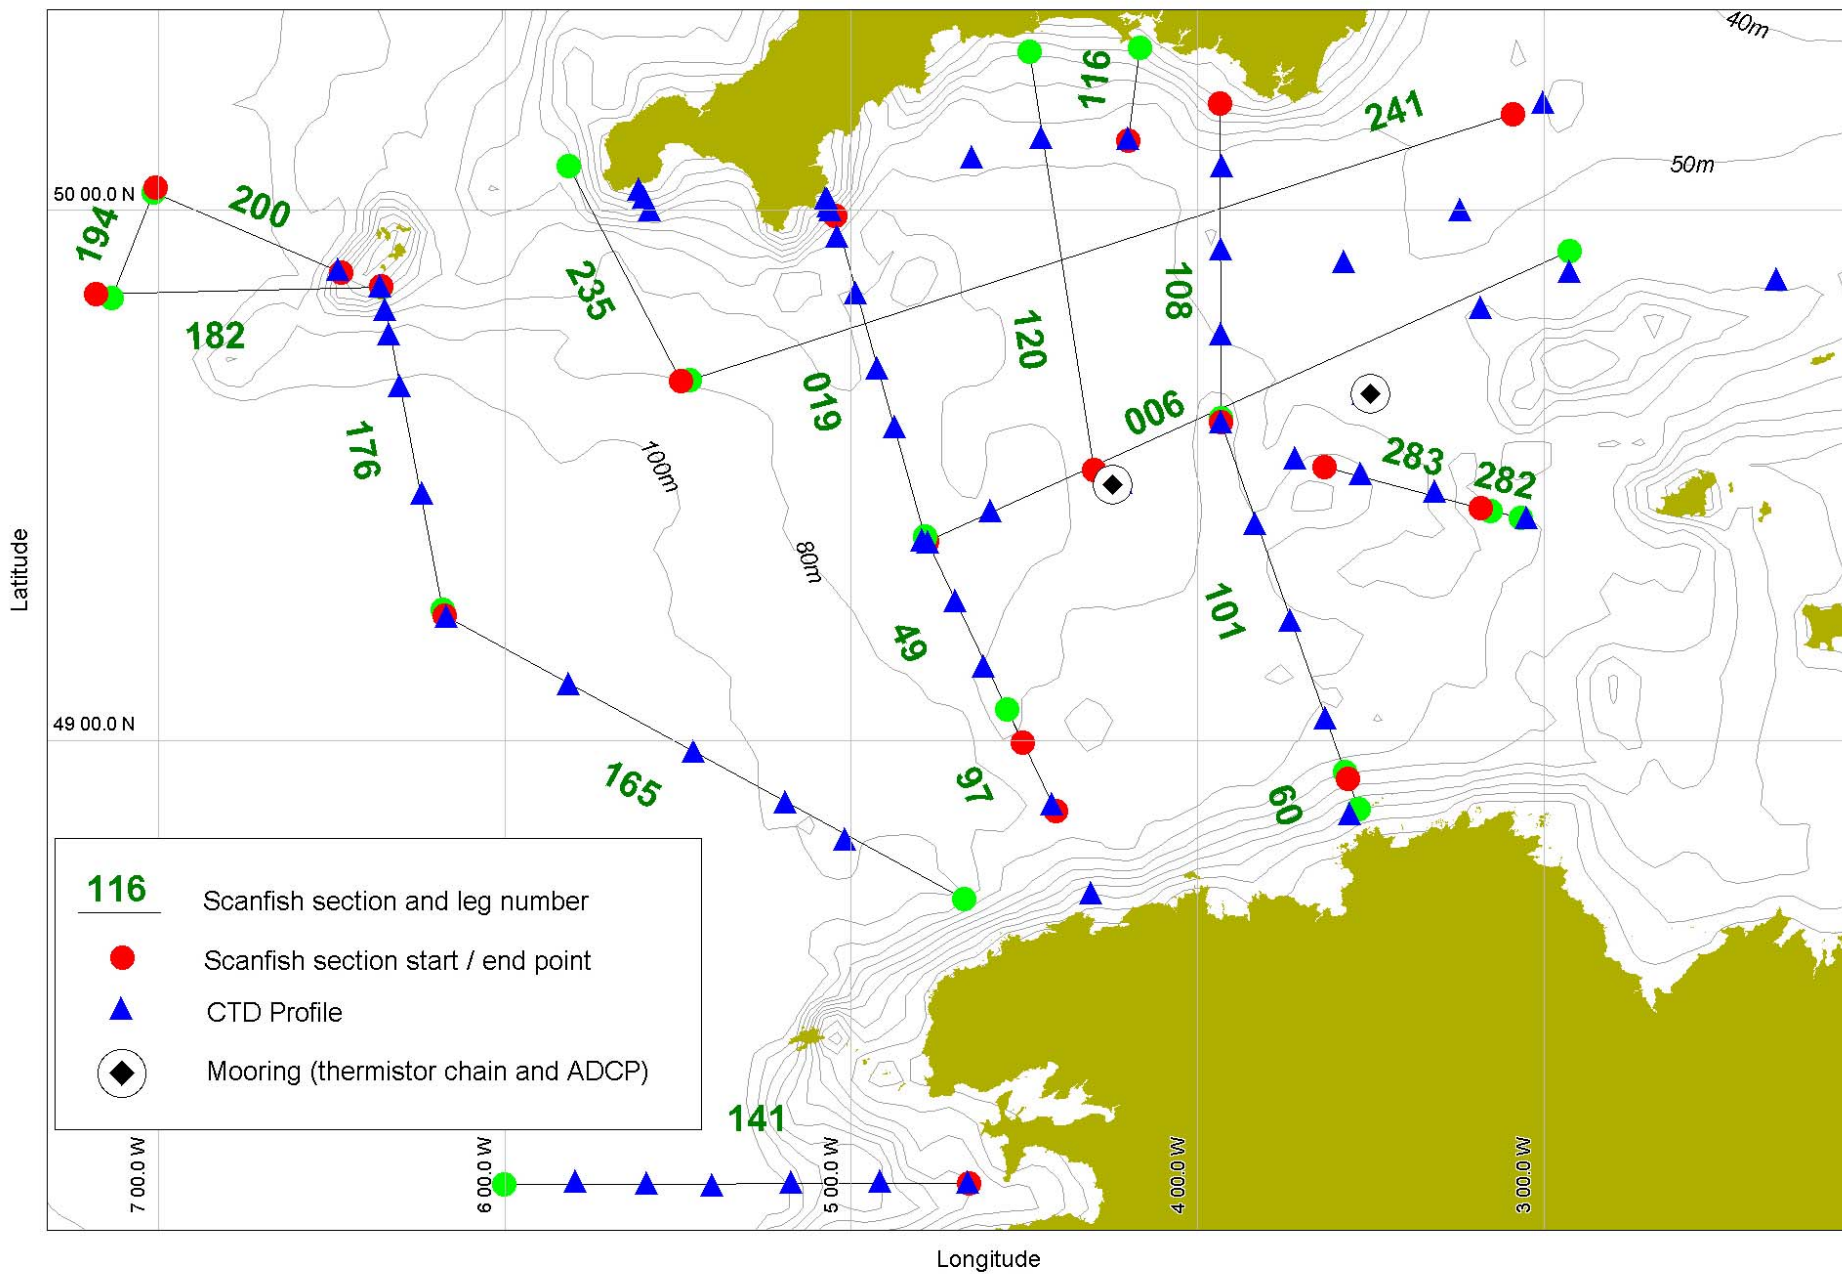 40m
116
241
50m
50 00.0 N
200
194
235
108
182
120
019
006
176
100m
283
282
80m
Latitude
101
49
49 00.0 N
165
97
60
116 Scanfish section and leg number
Scanfish section start / end point
CTD Profile
Mooring (thermistor chain and ADCP)
141
7 00.0 W
6 00.0 W
5 00.0 W
4 00.0 W
3 00.0 W
Longitude